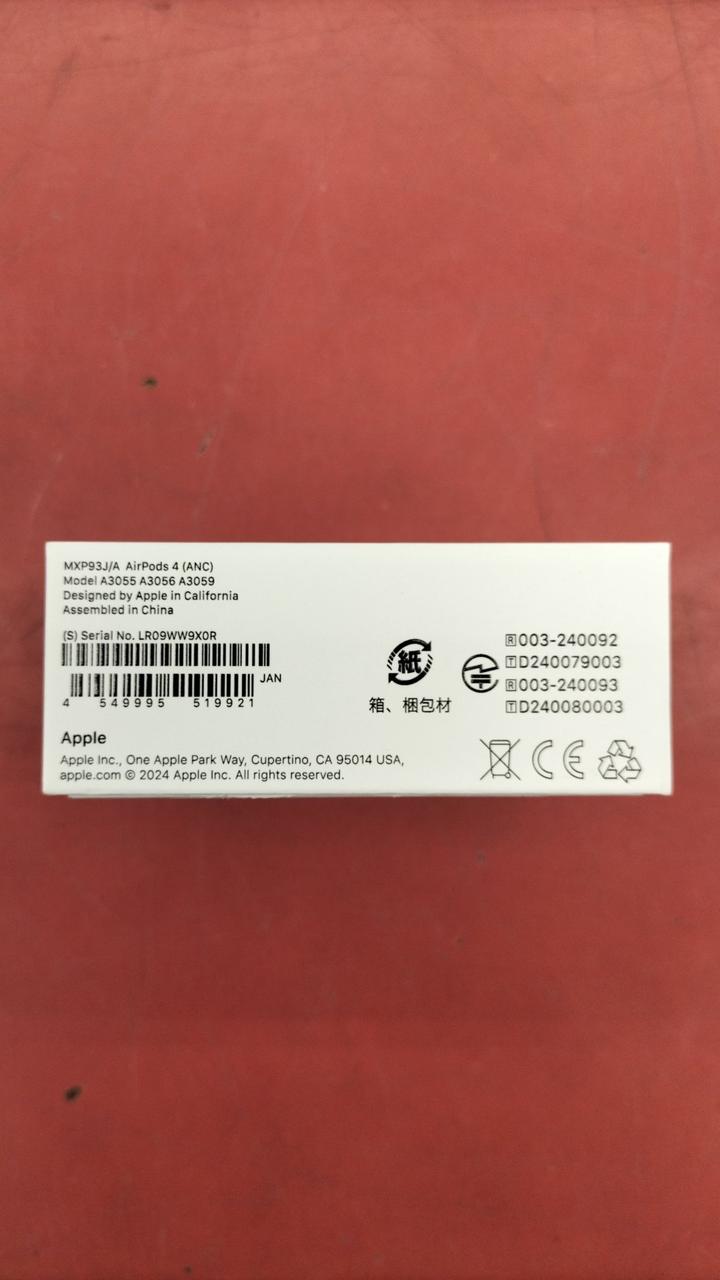 MXP93J/A AirPods 4 (ANC)
Model A3055 A3056 A3059
Designed by Apple in California
Assembled in China
(S) Serial No. LR09WW9X0R
JAN
4 549995 519921
Apple
Apple Inc., One Apple Park Way, Cupertino, CA 95014 USA,
apple.com © 2024 Apple Inc. All rights reserved.
紙
箱、梱包材
🅁003-240092
🅃D240079003
🅁003-240093
🅃D240080003
CE